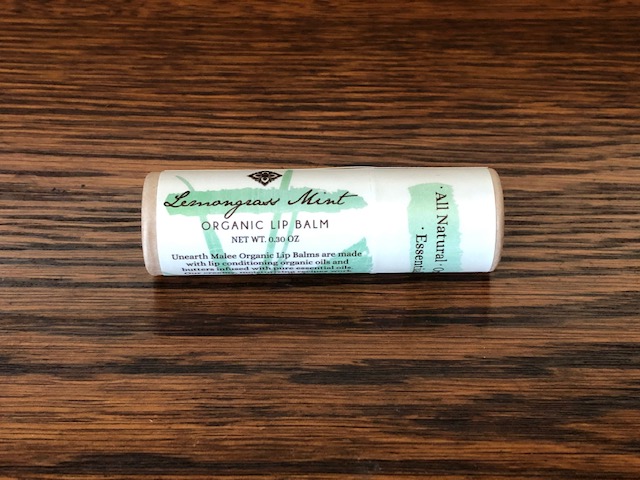 Lemongrass Mint
ORGANIC LIP BALM
NET WT. 0.30 OZ
Unearth Malee Organic Lip Balms are made
with lip conditioning organic oils and
butters infused with pure essential oils.
· All Natural ·
· Essenti